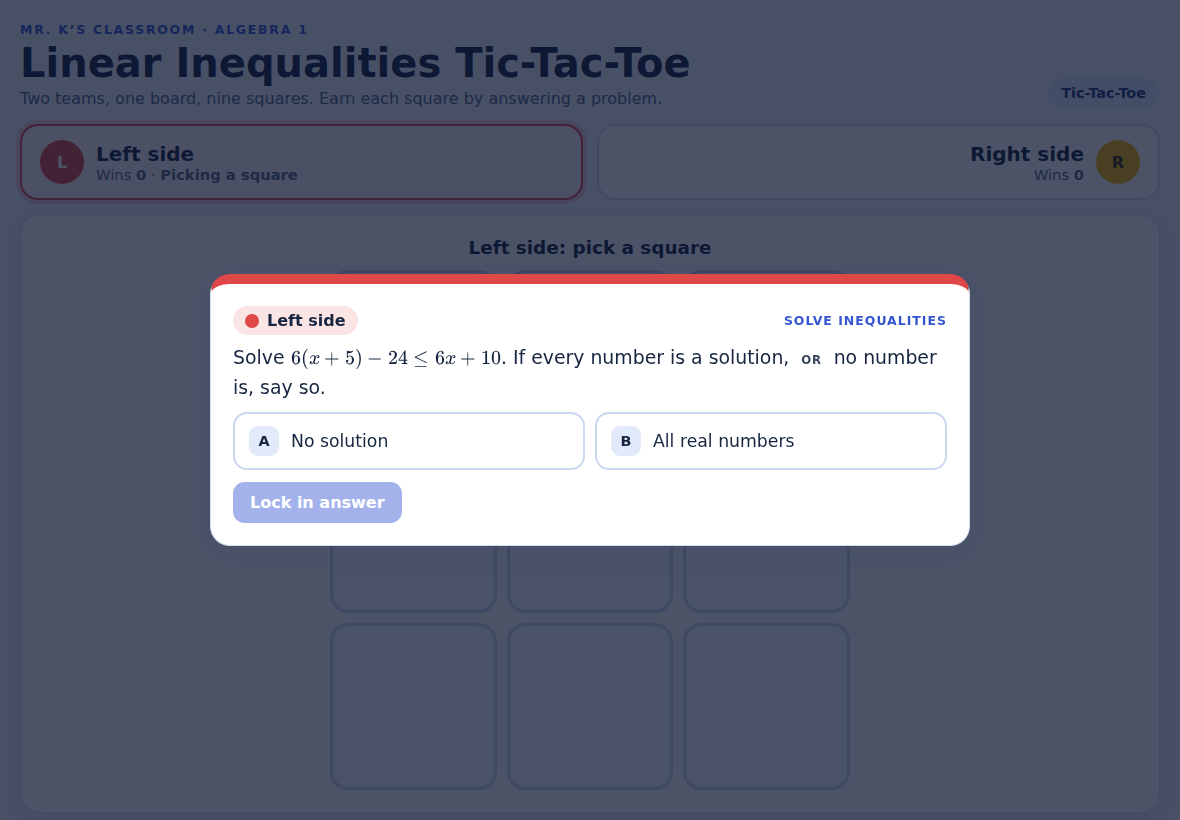 MR. K’S CLASSROOM · ALGEBRA 1
Linear Inequalities Tic-Tac-Toe
Two teams, one board, nine squares. Earn each square by answering a problem.
Tic-Tac-Toe
L
Left side
Wins 0 · Picking a square
Right side
Wins 0
R
Left side: pick a square
Left side
SOLVE INEQUALITIES
Solve 6(x + 5) − 24 ≤ 6x + 10. If every number is a solution, OR no number
is, say so.
A No solution
B All real numbers
Lock in answer